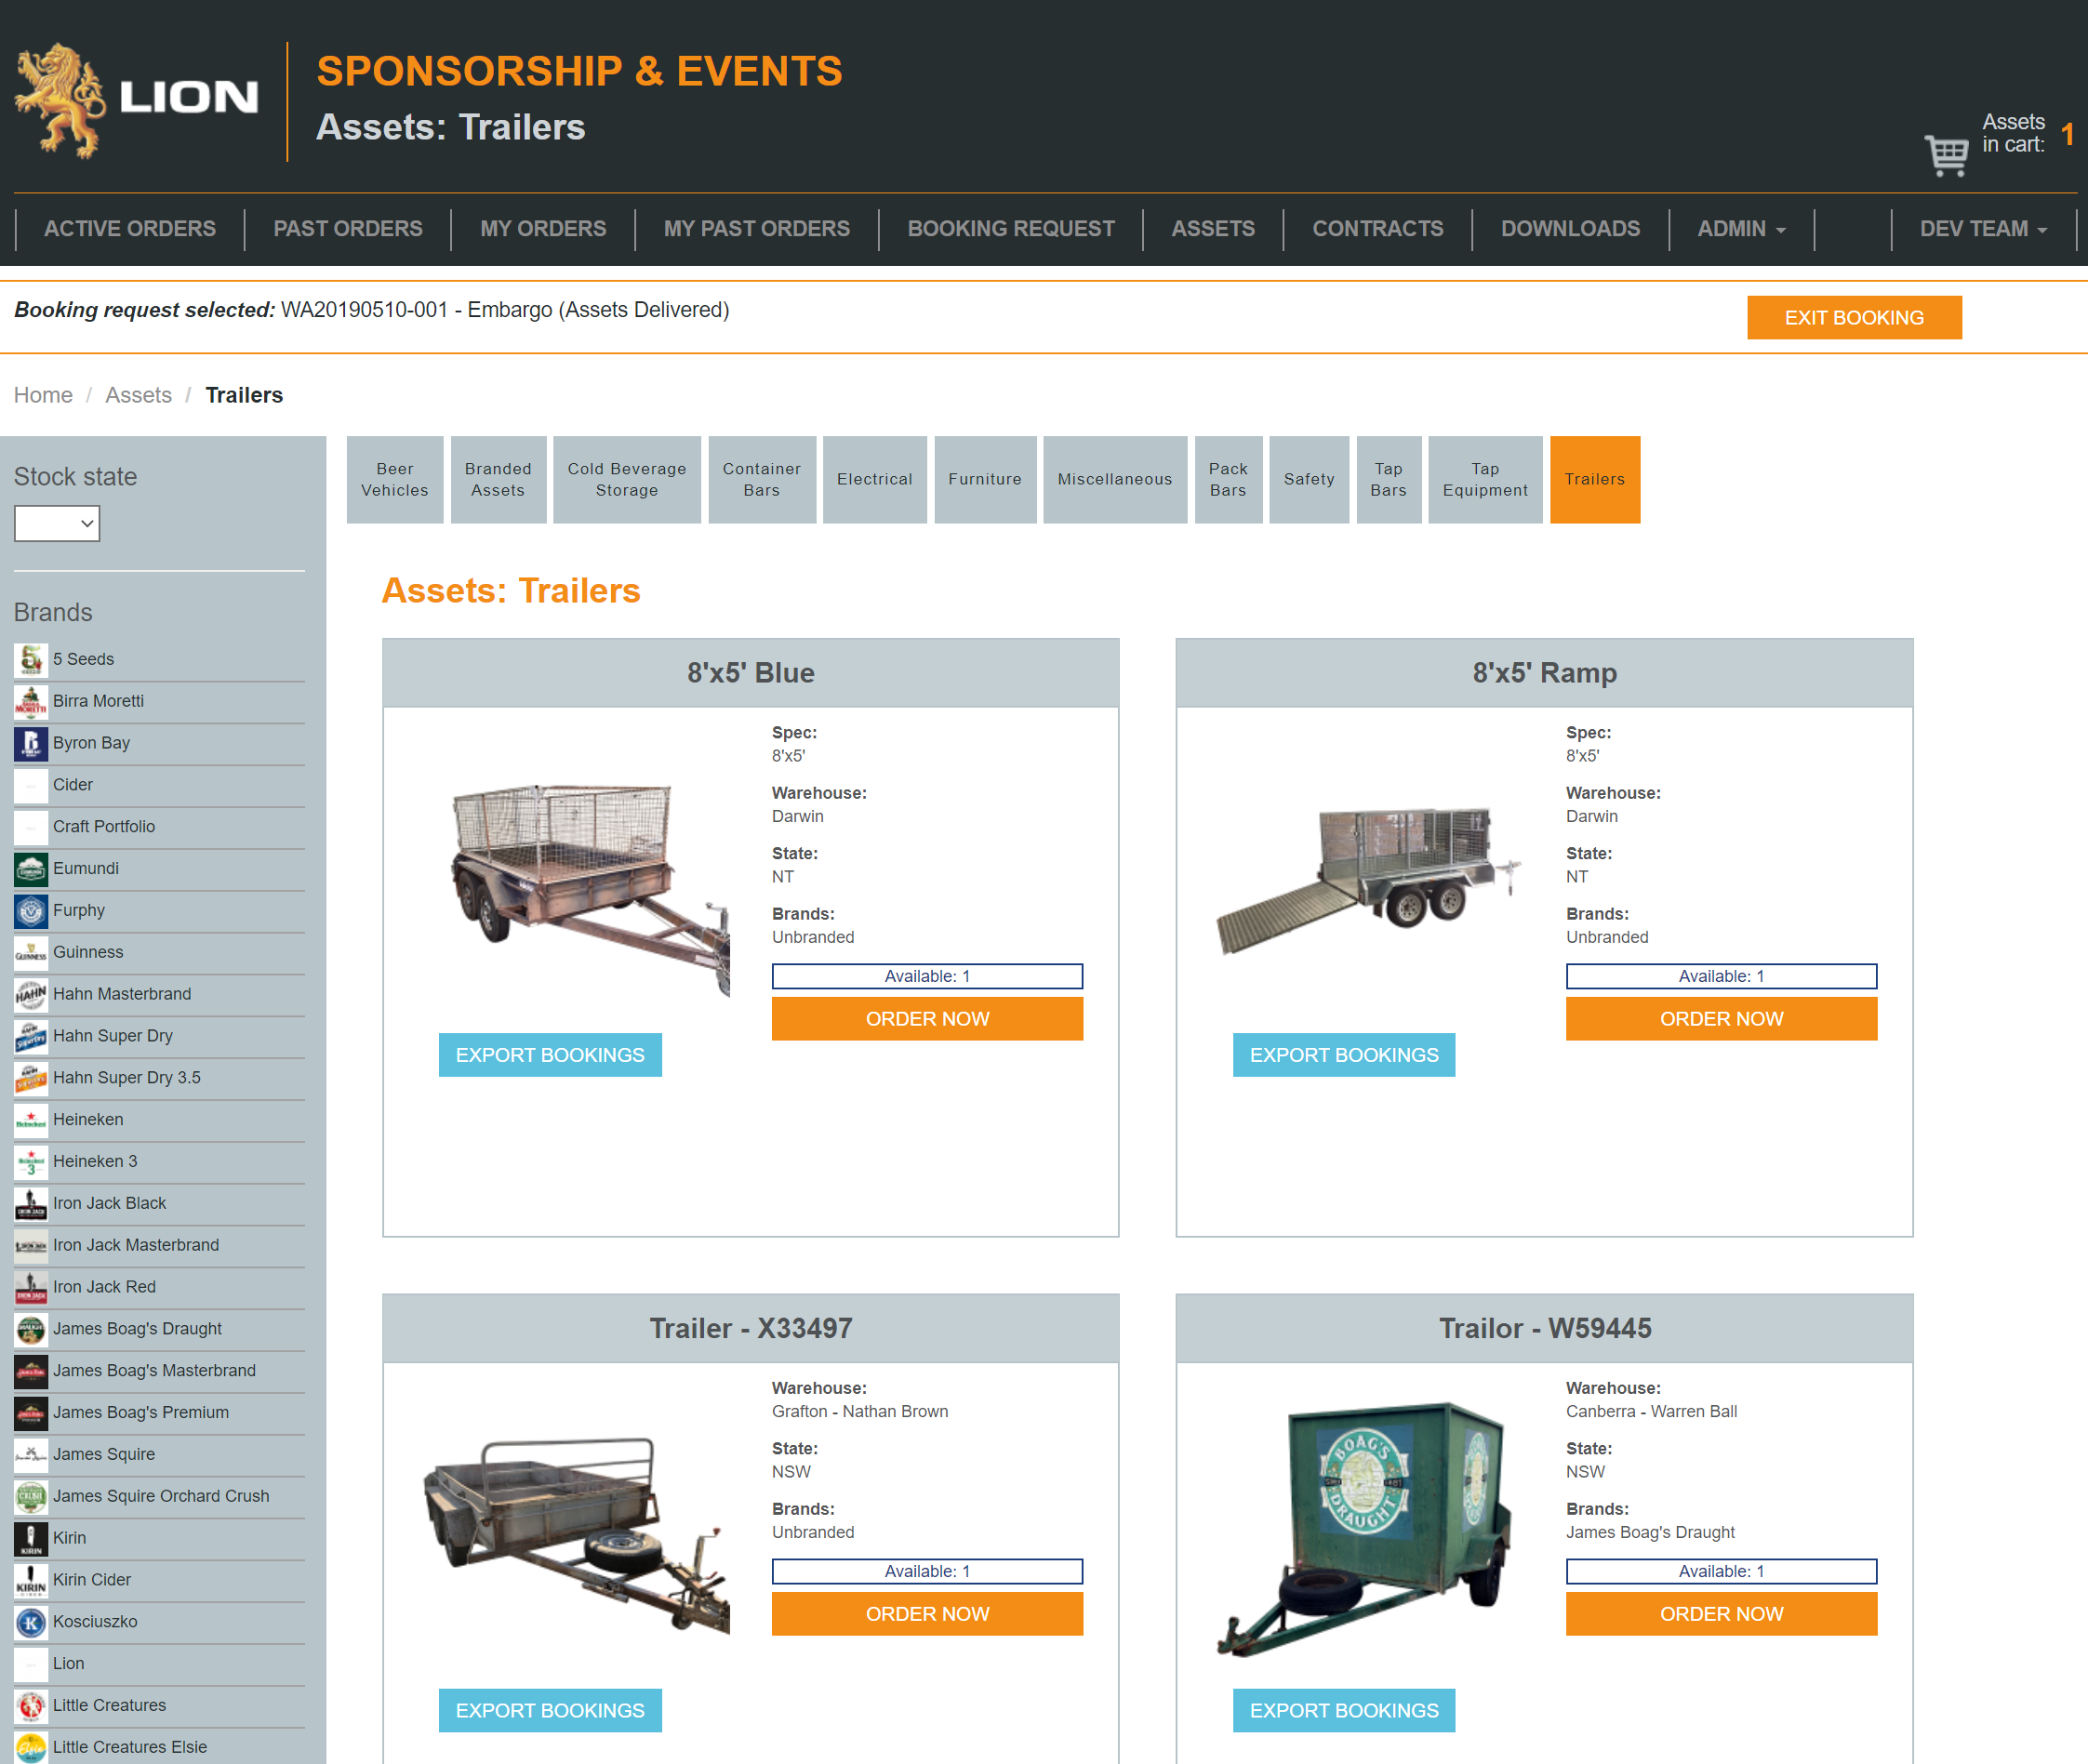 LION
SPONSORSHIP & EVENTS
Assets: Trailers
Assets
in cart: 1
ACTIVE ORDERS
PAST ORDERS
MY ORDERS
MY PAST ORDERS
BOOKING REQUEST
ASSETS
CONTRACTS
DOWNLOADS
ADMIN
DEV TEAM
Booking request selected: WA20190510-001 - Embargo (Assets Delivered)
EXIT BOOKING
Home / Assets / Trailers
Stock state
Brands
5 Seeds
Birra Moretti
Byron Bay
Cider
Craft Portfolio
Eumundi
Furphy
Guinness
Hahn Masterbrand
Hahn Super Dry
Hahn Super Dry 3.5
Heineken
Heineken 3
Iron Jack Black
Iron Jack Masterbrand
Iron Jack Red
James Boag's Draught
James Boag's Masterbrand
James Boag's Premium
James Squire
James Squire Orchard Crush
Kirin
Kirin Cider
Kosciuszko
Lion
Little Creatures
Little Creatures Elsie
Beer
Vehicles
Branded
Assets
Cold Beverage
Storage
Container
Bars
Electrical
Furniture
Miscellaneous
Pack
Bars
Safety
Tap
Bars
Tap
Equipment
Trailers
Assets: Trailers
8'x5' Blue
Spec:
8'x5'
Warehouse:
Darwin
State:
NT
Brands:
Unbranded
Available: 1
ORDER NOW
EXPORT BOOKINGS
8'x5' Ramp
Spec:
8'x5'
Warehouse:
Darwin
State:
NT
Brands:
Unbranded
Available: 1
ORDER NOW
EXPORT BOOKINGS
Trailer - X33497
Warehouse:
Grafton - Nathan Brown
State:
NSW
Brands:
Unbranded
Available: 1
ORDER NOW
EXPORT BOOKINGS
Trailor - W59445
BOAG'S
DRAUGHT
Warehouse:
Canberra - Warren Ball
State:
NSW
Brands:
James Boag's Draught
Available: 1
ORDER NOW
EXPORT BOOKINGS